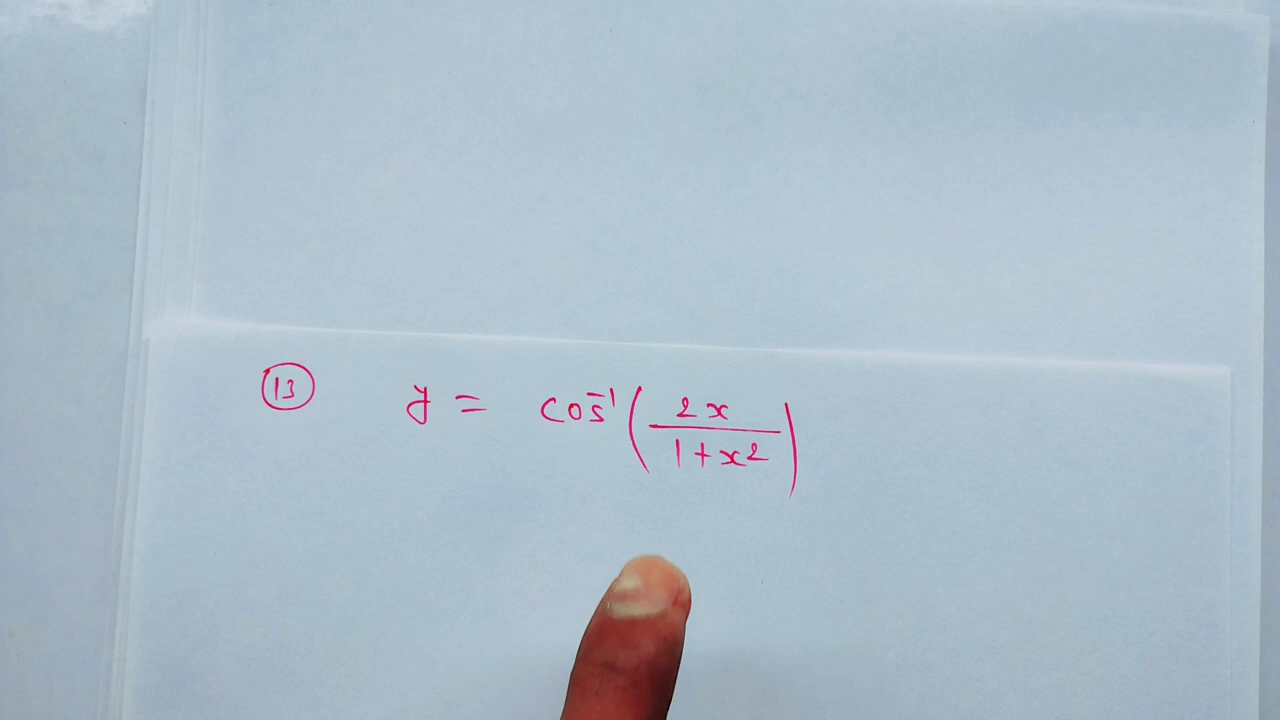 13 y = cos⁻¹(2x/1+x²)